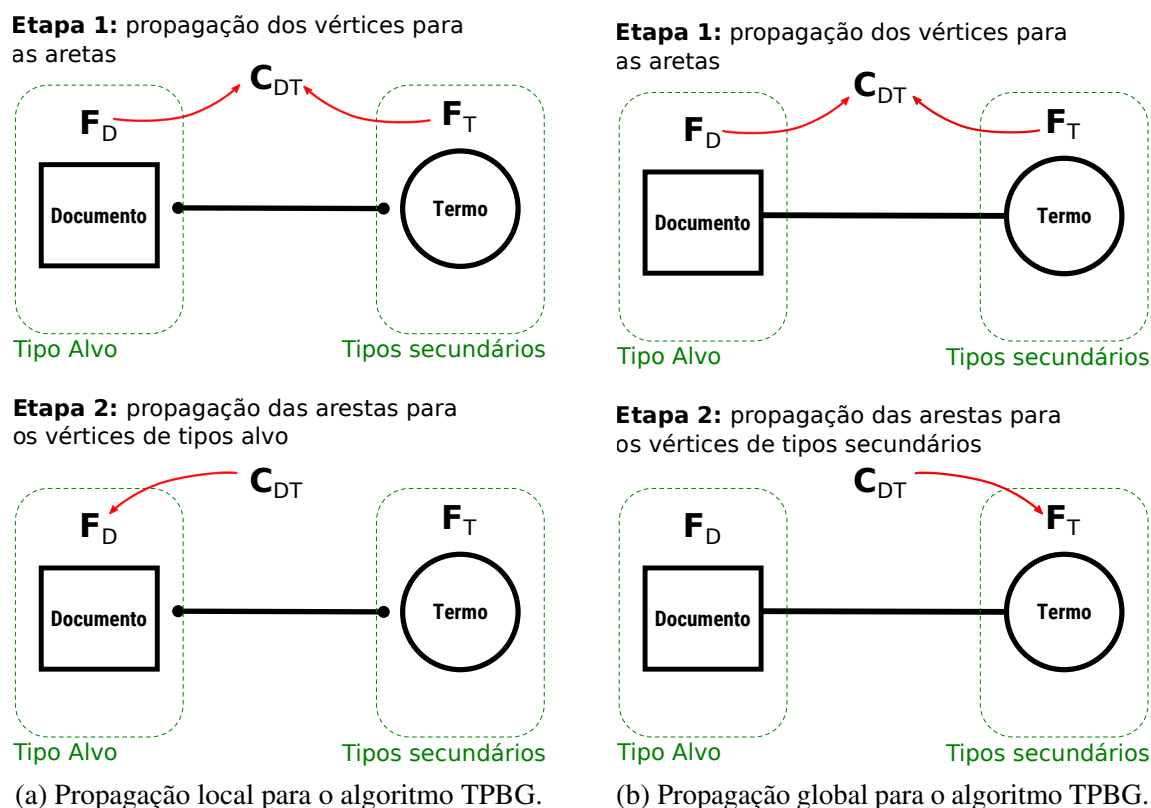 Etapa 1: propagação dos vértices para
as aretas
C_DT
F_D
F_T
Documento
Termo
Tipo Alvo
Tipos secundários
Etapa 2: propagação das arestas para
os vértices de tipos alvo
C_DT
F_D
F_T
Documento
Termo
Tipo Alvo
Tipos secundários
(a) Propagação local para o algoritmo TPBG.
Etapa 1: propagação dos vértices para
as aretas
C_DT
F_D
F_T
Documento
Termo
Tipo Alvo
Tipos secundários
Etapa 2: propagação das arestas para
os vértices de tipos secundários
C_DT
F_D
F_T
Documento
Termo
Tipo Alvo
Tipos secundários
(b) Propagação global para o algoritmo TPBG.